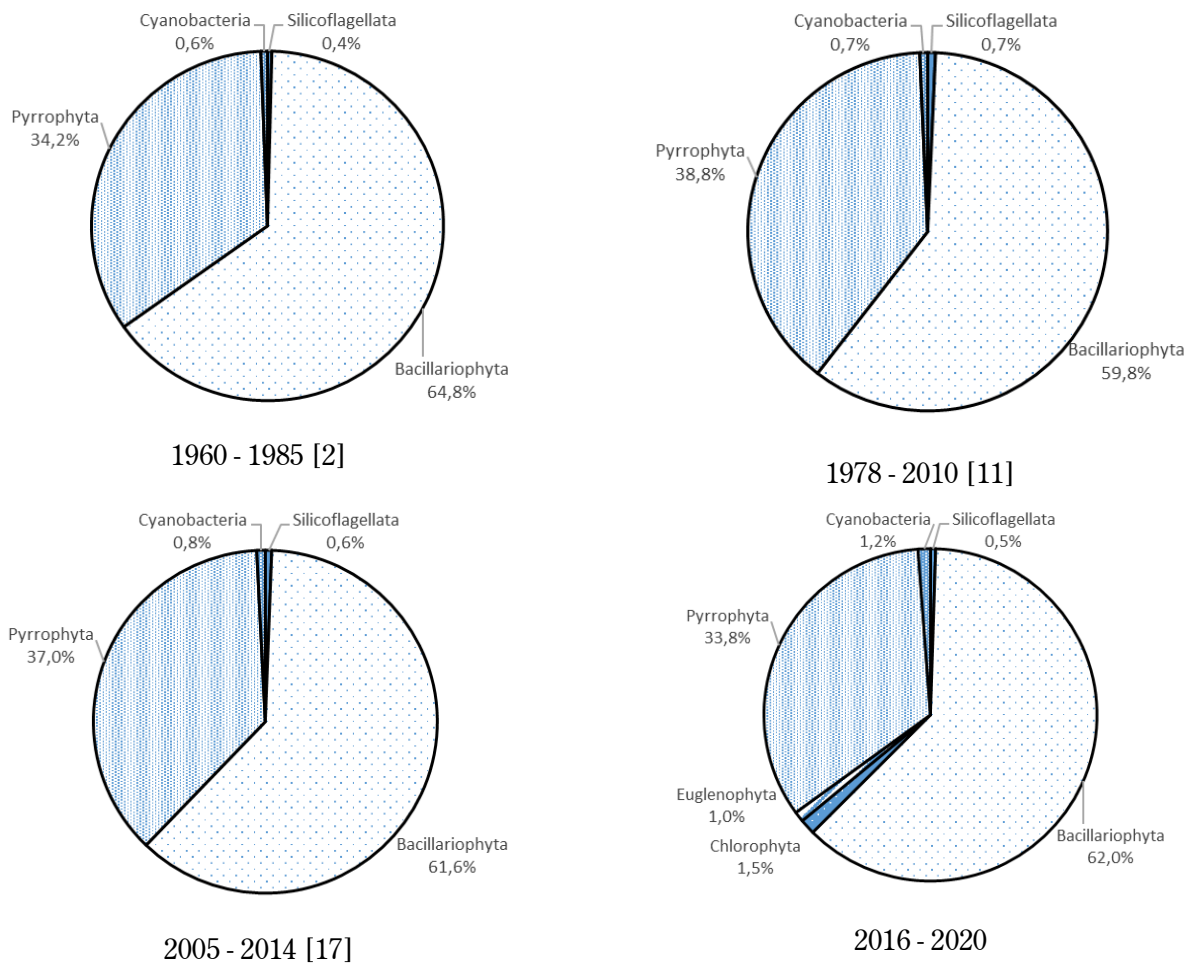 Cyanobacteria
0,6%
Silicoflagellata
0,4%
Pyrrophyta
34,2%
Bacillariophyta
64,8%
1960 - 1985 [2]
Cyanobacteria
0,7%
Silicoflagellata
0,7%
Pyrrophyta
38,8%
Bacillariophyta
59,8%
1978 - 2010 [11]
Cyanobacteria
0,8%
Silicoflagellata
0,6%
Pyrrophyta
37,0%
Bacillariophyta
61,6%
2005 - 2014 [17]
Cyanobacteria
1,2%
Silicoflagellata
0,5%
Pyrrophyta
33,8%
Euglenophyta
1,0%
Chlorophyta
1,5%
Bacillariophyta
62,0%
2016 - 2020